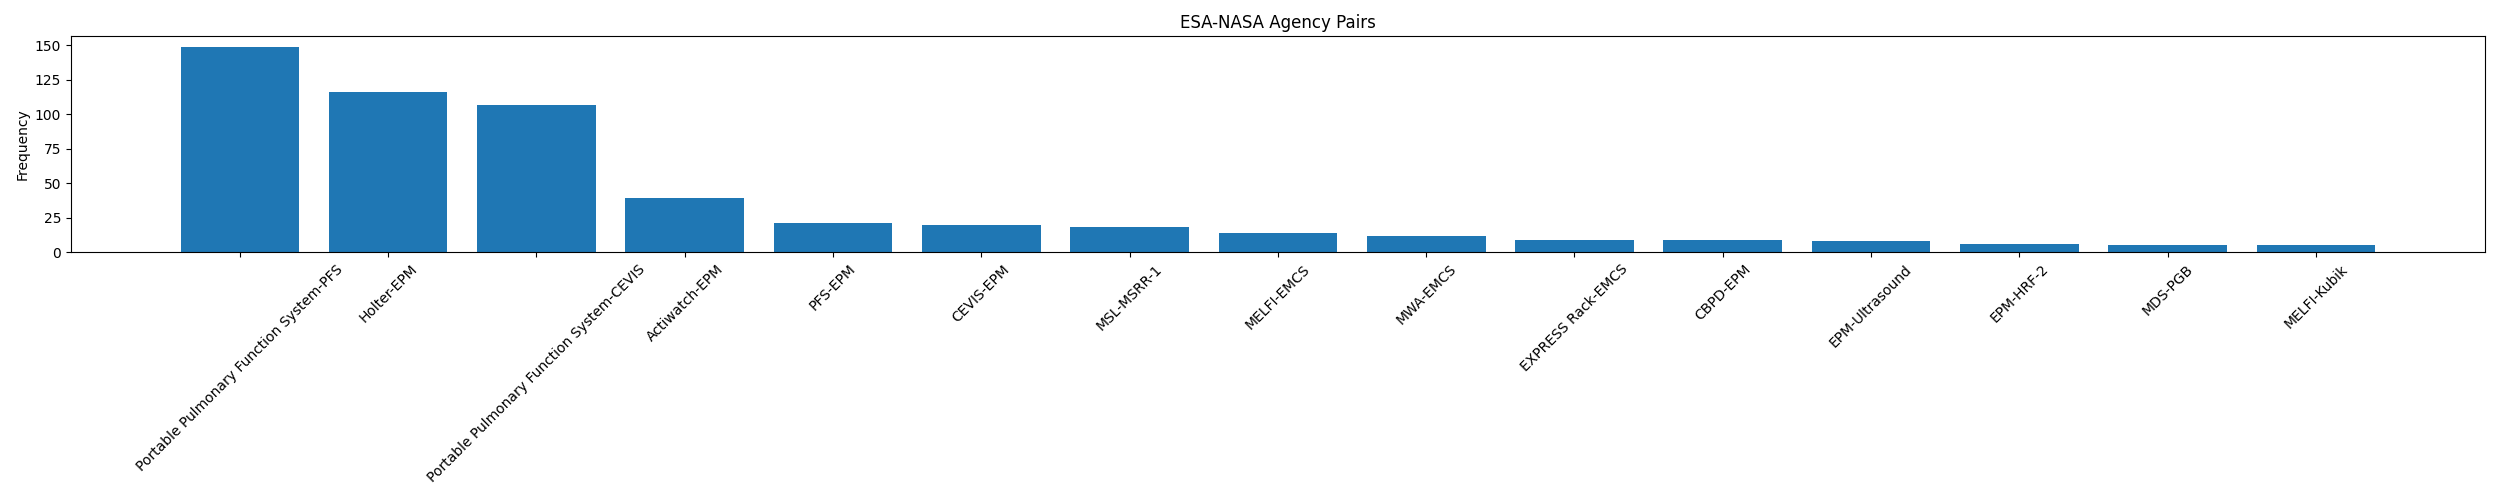 ESA-NASA Agency Pairs
Frequency
150
125
100
75
50
25
0
Portable Pulmonary Function System-PFS
Holter-EPM
Portable Pulmonary Function System-CEVIS
Actiwatch-EPM
PFS-EPM
CEVIS-EPM
MSL-MSRR-1
MELFI-EMCS
MWA-EMCS
EXPRESS Rack-EMCS
CBPD-EPM
EPM-Ultrasound
EPM-HRF-2
MDS-PGB
MELFI-Kubik